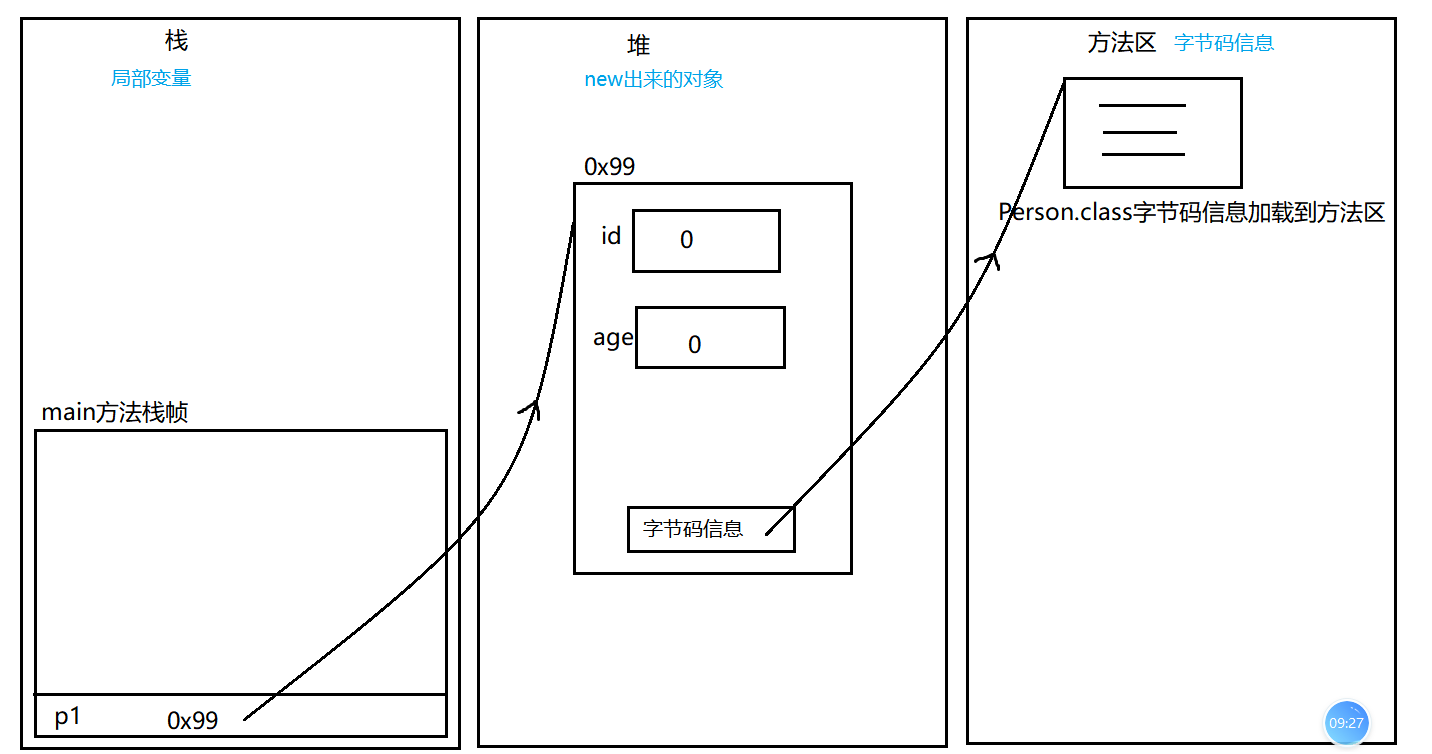 栈
局部变量
堆
new出来的对象
方法区 字节码信息
0x99
id
0
age
0
字节码信息
Person.class字节码信息加载到方法区
main方法栈帧
p1 0x99
09:27